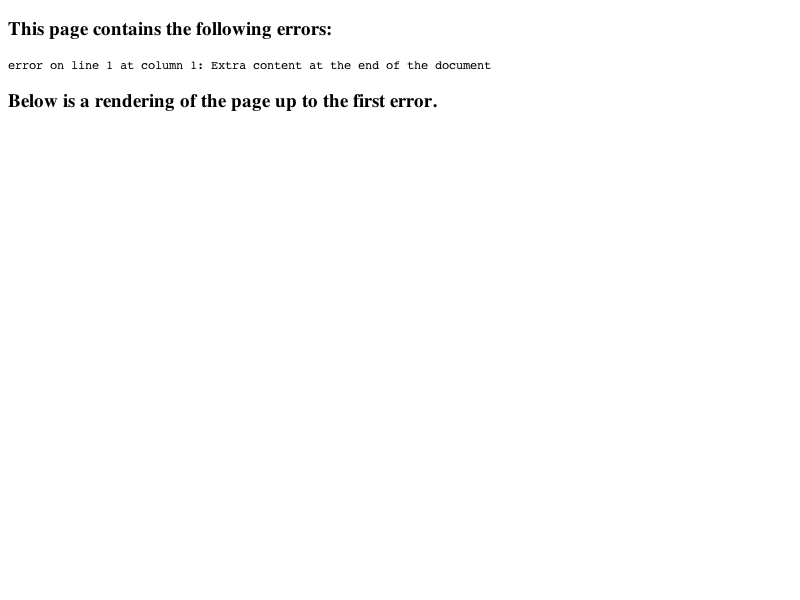 This page contains the following errors:
error on line 1 at column 1: Extra content at the end of the document
Below is a rendering of the page up to the first error.